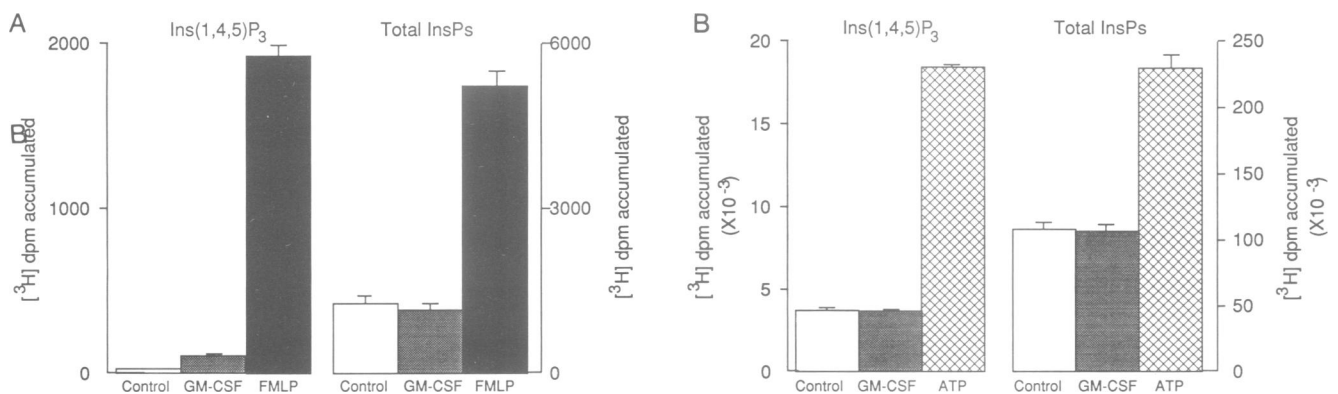 A
Ins(1,4,5)P3
Total InsPs
2000
1000
0
[3H] dpm accumulated
B
Control GM-CSF FMLP
Control GM-CSF FMLP
6000
3000
0
[3H] dpm accumulated
B
Ins(1,4,5)P3
Total InsPs
20
15
10
5
0
[3H] dpm accumulated
(X10 -3)
Control GM-CSF ATP
Control GM-CSF ATP
250
200
150
100
50
0
[3H] dpm accumulated
(X10 -3)